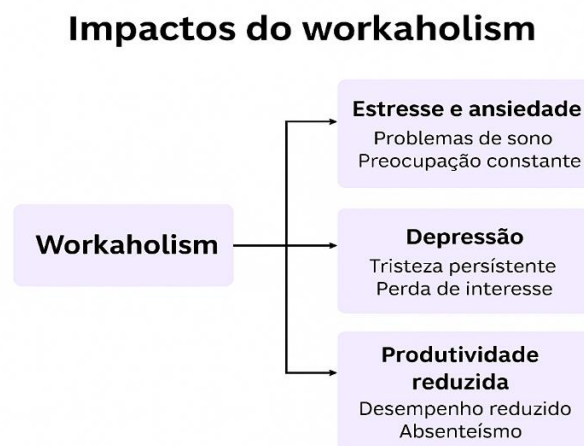 Impactos do workaholism
Workaholism
Estresse e ansiedade
Problemas de sono
Preocupação constante
Depressão
Tristeza persístente
Perda de interesse
Produtividade
reduzida
Desempenho reduzido
Absenteísmo